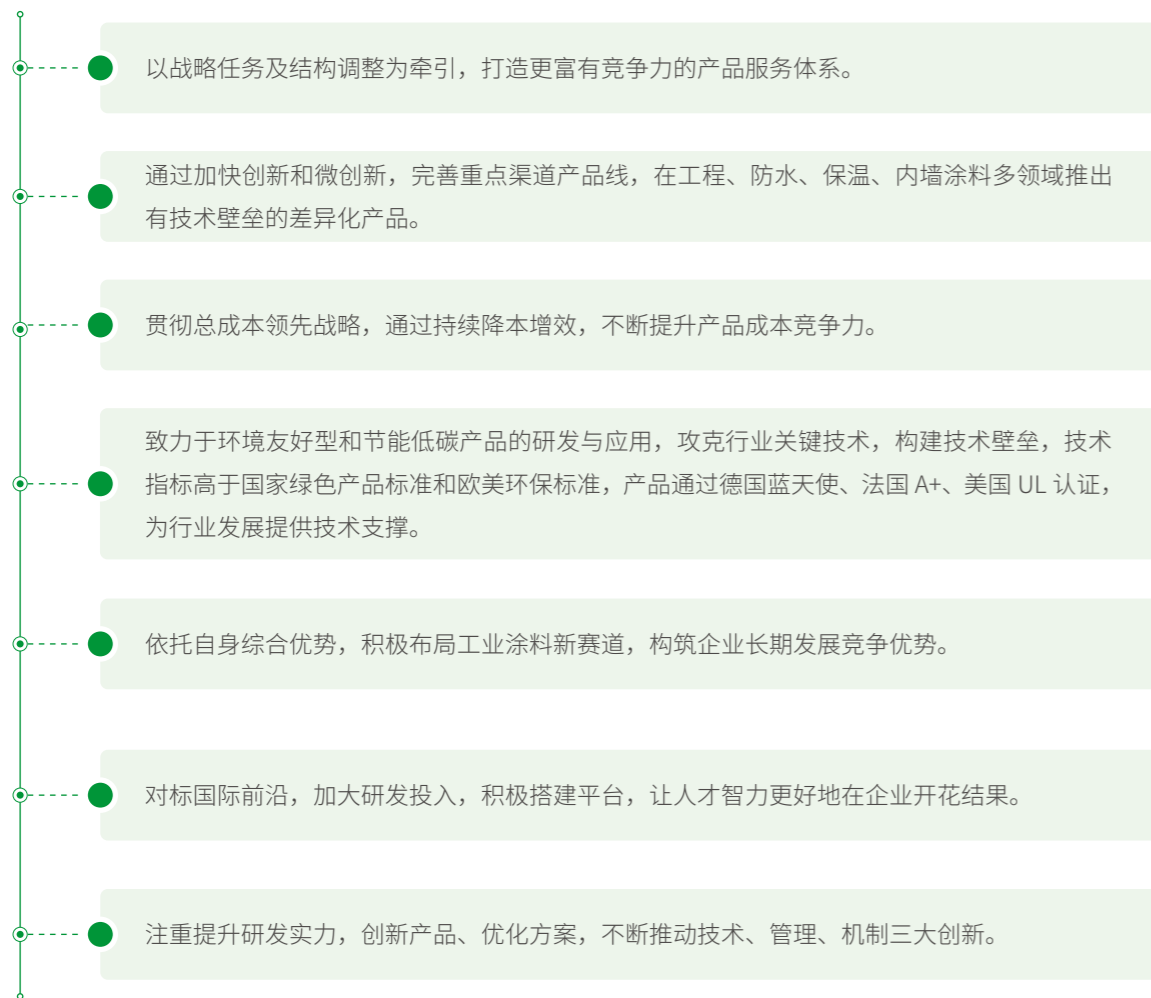 以战略任务及结构调整为牵引，打造更富有竞争力的产品服务体系。
通过加快创新和微创新，完善重点渠道产品线，在工程、防水、保温、内墙涂料多领域推出
有技术壁垒的差异化产品。
贯彻总成本领先战略，通过持续降本增效，不断提升产品成本竞争力。
致力于环境友好型和节能低碳产品的研发与应用，攻克行业关键技术，构建技术壁垒，技术
指标高于国家绿色产品标准和欧美环保标准，产品通过德国蓝天使、法国 A+、美国 UL 认证，
为行业发展提供技术支撑。
依托自身综合优势，积极布局工业涂料新赛道，构筑企业长期发展竞争优势。
对标国际前沿，加大研发投入，积极搭建平台，让人才智力更好地在企业开花结果。
注重提升研发实力，创新产品、优化方案，不断推动技术、管理、机制三大创新。